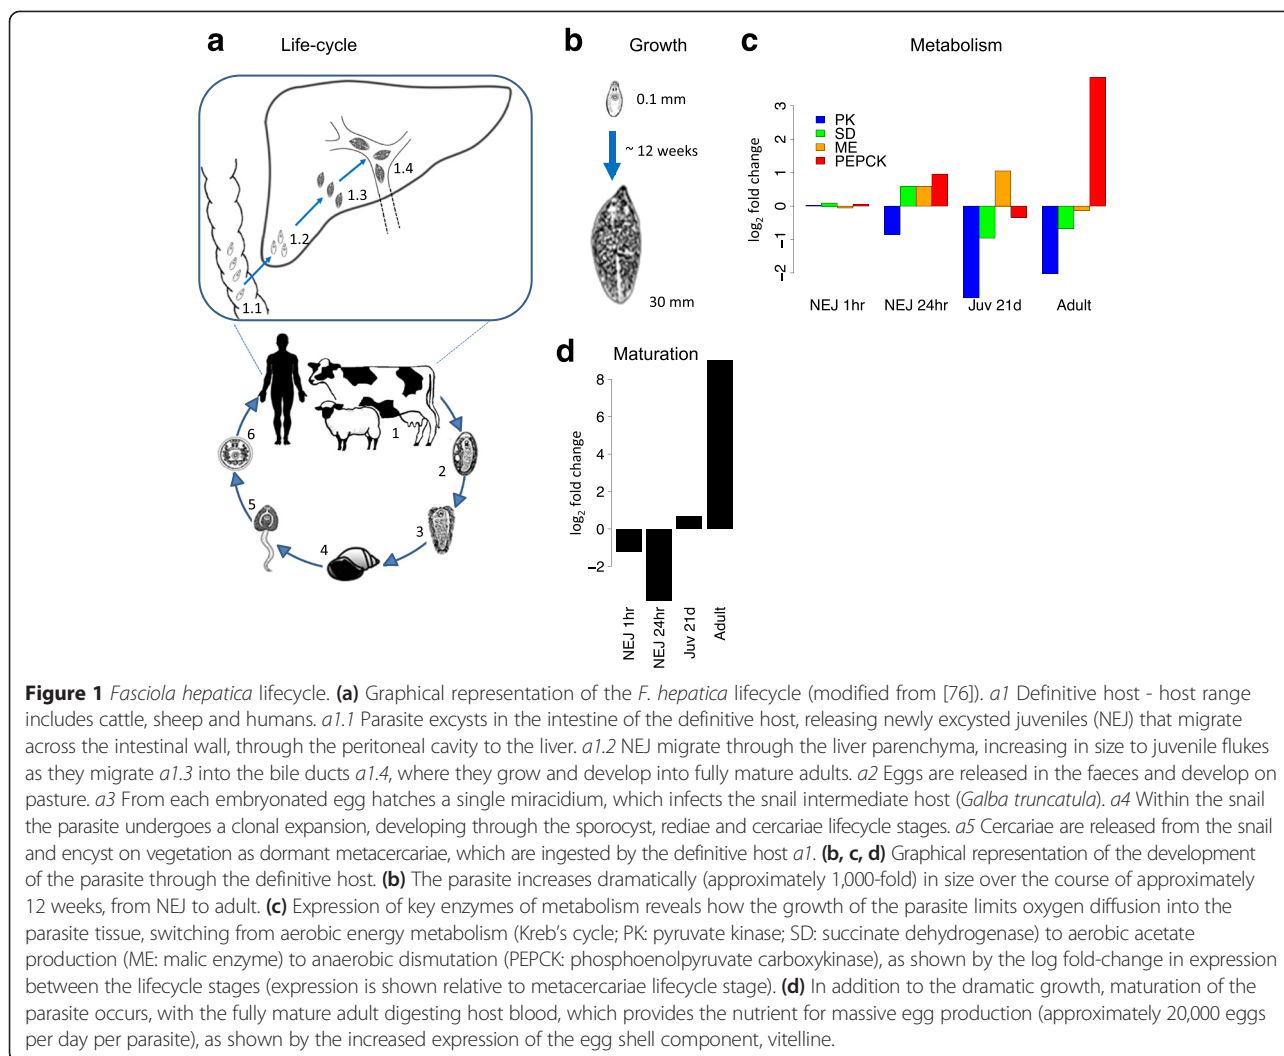 a Life-cycle
1.1
1.2
1.3
1.4
1
2
3
4
5
6
b Growth
0.1 mm
~ 12 weeks
30 mm
c Metabolism
log2 fold change
3
2
1
0
−1
−2
PK
SD
ME
PEPCK
NEJ 1hr NEJ 24hr Juv 21d Adult
d Maturation
log2 fold change
8
6
4
2
0
−2
NEJ 1hr
NEJ 24hr
Juv 21d
Adult
Figure 1 Fasciola hepatica lifecycle. (a) Graphical representation of the F. hepatica lifecycle (modified from [76]). a1 Definitive host - host range
includes cattle, sheep and humans. a1.1 Parasite excysts in the intestine of the definitive host, releasing newly excysted juveniles (NEJ) that migrate
across the intestinal wall, through the peritoneal cavity to the liver. a1.2 NEJ migrate through the liver parenchyma, increasing in size to juvenile flukes
as they migrate a1.3 into the bile ducts a1.4, where they grow and develop into fully mature adults. a2 Eggs are released in the faeces and develop on
pasture. a3 From each embryonated egg hatches a single miracidium, which infects the snail intermediate host (Galba truncatula). a4 Within the snail
the parasite undergoes a clonal expansion, developing through the sporocyst, rediae and cercariae lifecycle stages. a5 Cercariae are released from the snail
and encyst on vegetation as dormant metacercariae, which are ingested by the definitive host a1. (b, c, d) Graphical representation of the development
of the parasite through the definitive host. (b) The parasite increases dramatically (approximately 1,000-fold) in size over the course of approximately
12 weeks, from NEJ to adult. (c) Expression of key enzymes of metabolism reveals how the growth of the parasite limits oxygen diffusion into the
parasite tissue, switching from aerobic energy metabolism (Kreb's cycle; PK: pyruvate kinase; SD: succinate dehydrogenase) to aerobic acetate
production (ME: malic enzyme) to anaerobic dismutation (PEPCK: phosphoenolpyruvate carboxykinase), as shown by the log fold-change in expression
between the lifecycle stages (expression is shown relative to metacercariae lifecycle stage). (d) In addition to the dramatic growth, maturation of the
parasite occurs, with the fully mature adult digesting host blood, which provides the nutrient for massive egg production (approximately 20,000 eggs
per day per parasite), as shown by the increased expression of the egg shell component, vitelline.